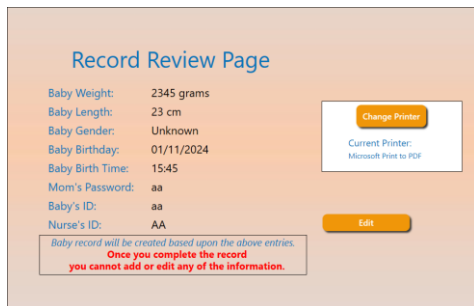 Record Review Page
Baby Weight: 2345 grams
Baby Length: 23 cm
Baby Gender: Unknown
Baby Birthday: 01/11/2024
Baby Birth Time: 15:45
Mom's Password: aa
Baby's ID: aa
Nurse's ID: AA
Baby record will be created based upon the above entries.
Once you complete the record
you cannot add or edit any of the information.
Change Printer
Current Printer:
Microsoft Print to PDF
Edit